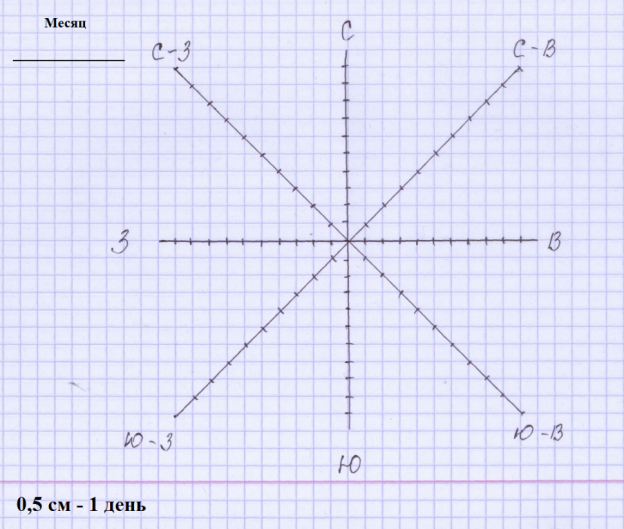 Месяц
С
С-З
С-В
З
В
Ю-З
Ю-В
Ю
0,5 см - 1 день